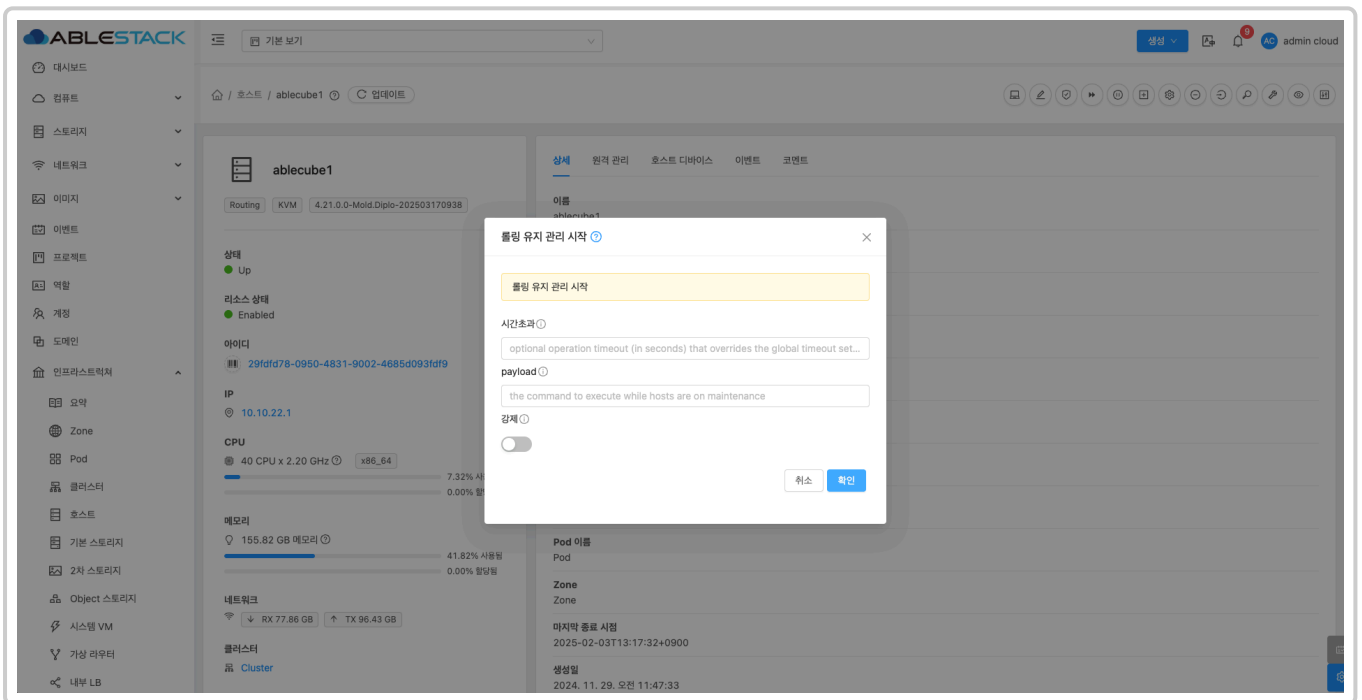 ABLESTACK
기본 보기
생성
9
AC
admin cloud
대시보드
컴퓨트
스토리지
네트워크
이미지
이벤트
프로젝트
역할
계정
도메인
인프라스트럭쳐
요약
Zone
Pod
클러스터
호스트
기본 스토리지
2차 스토리지
Object 스토리지
시스템 VM
가상 라우터
내부 LB
/ 호스트 / ablecube1
업데이트
ablecube1
Routing
KVM
4.21.0.0-Mold.Diplo-202503170938
상태
Up
리소스 상태
Enabled
아이디
29fdfd78-0950-4831-9002-4685d093fdf9
IP
10.10.22.1
CPU
40 CPU x 2.20 GHz
x86_64
7.32%
0.00%
메모리
155.82 GB 메모리
41.82% 사용됨
0.00% 할당됨
네트워크
RX 77.86 GB
TX 96.43 GB
클러스터
Cluster
상세
원격 관리
호스트 디바이스
이벤트
코멘트
이름
ablecube1
롤링 유지 관리 시작
롤링 유지 관리 시작
시간초과
optional operation timeout (in seconds) that overrides the global timeout set...
payload
the command to execute while hosts are on maintenance
강제
취소
확인
Pod 이름
Pod
Zone
Zone
마지막 종료 시점
2025-02-03T13:17:32+0900
생성일
2024. 11. 29. 오전 11:47:33